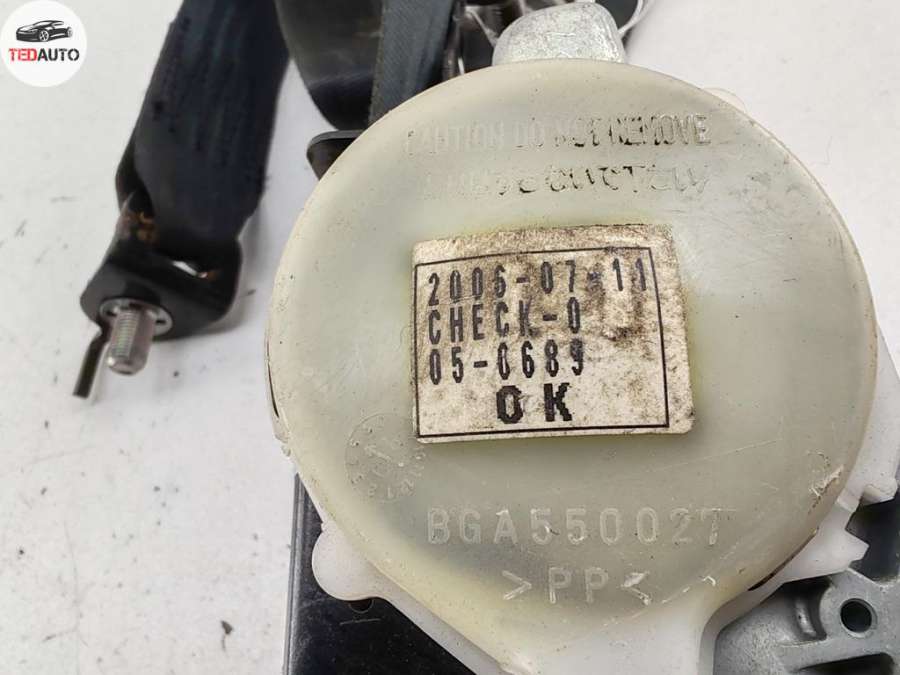 TEDAUTO
CAUTION DO NOT REMOVE
2006-07-11
CHECK-0
05-0689
OK
BGA550027
>PP<